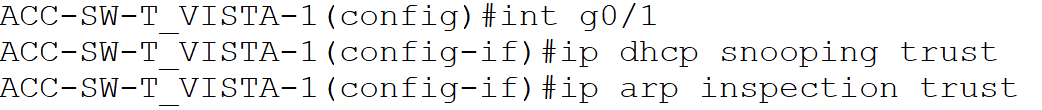 ACC-SW-T_VISTA-1(config)#int g0/1
ACC-SW-T_VISTA-1(config-if)#ip dhcp snooping trust
ACC-SW-T_VISTA-1(config-if)#ip arp inspection trust